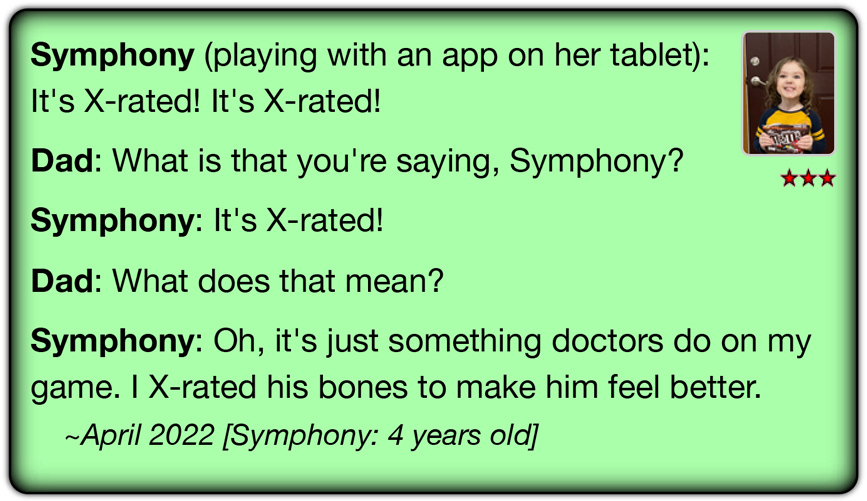 Symphony (playing with an app on her tablet):
It's X-rated! It's X-rated!
Dad: What is that you're saying, Symphony?
Symphony: It's X-rated!
Dad: What does that mean?
Symphony: Oh, it's just something doctors do on my
game. I X-rated his bones to make him feel better.
~April 2022 [Symphony: 4 years old]
m&m's